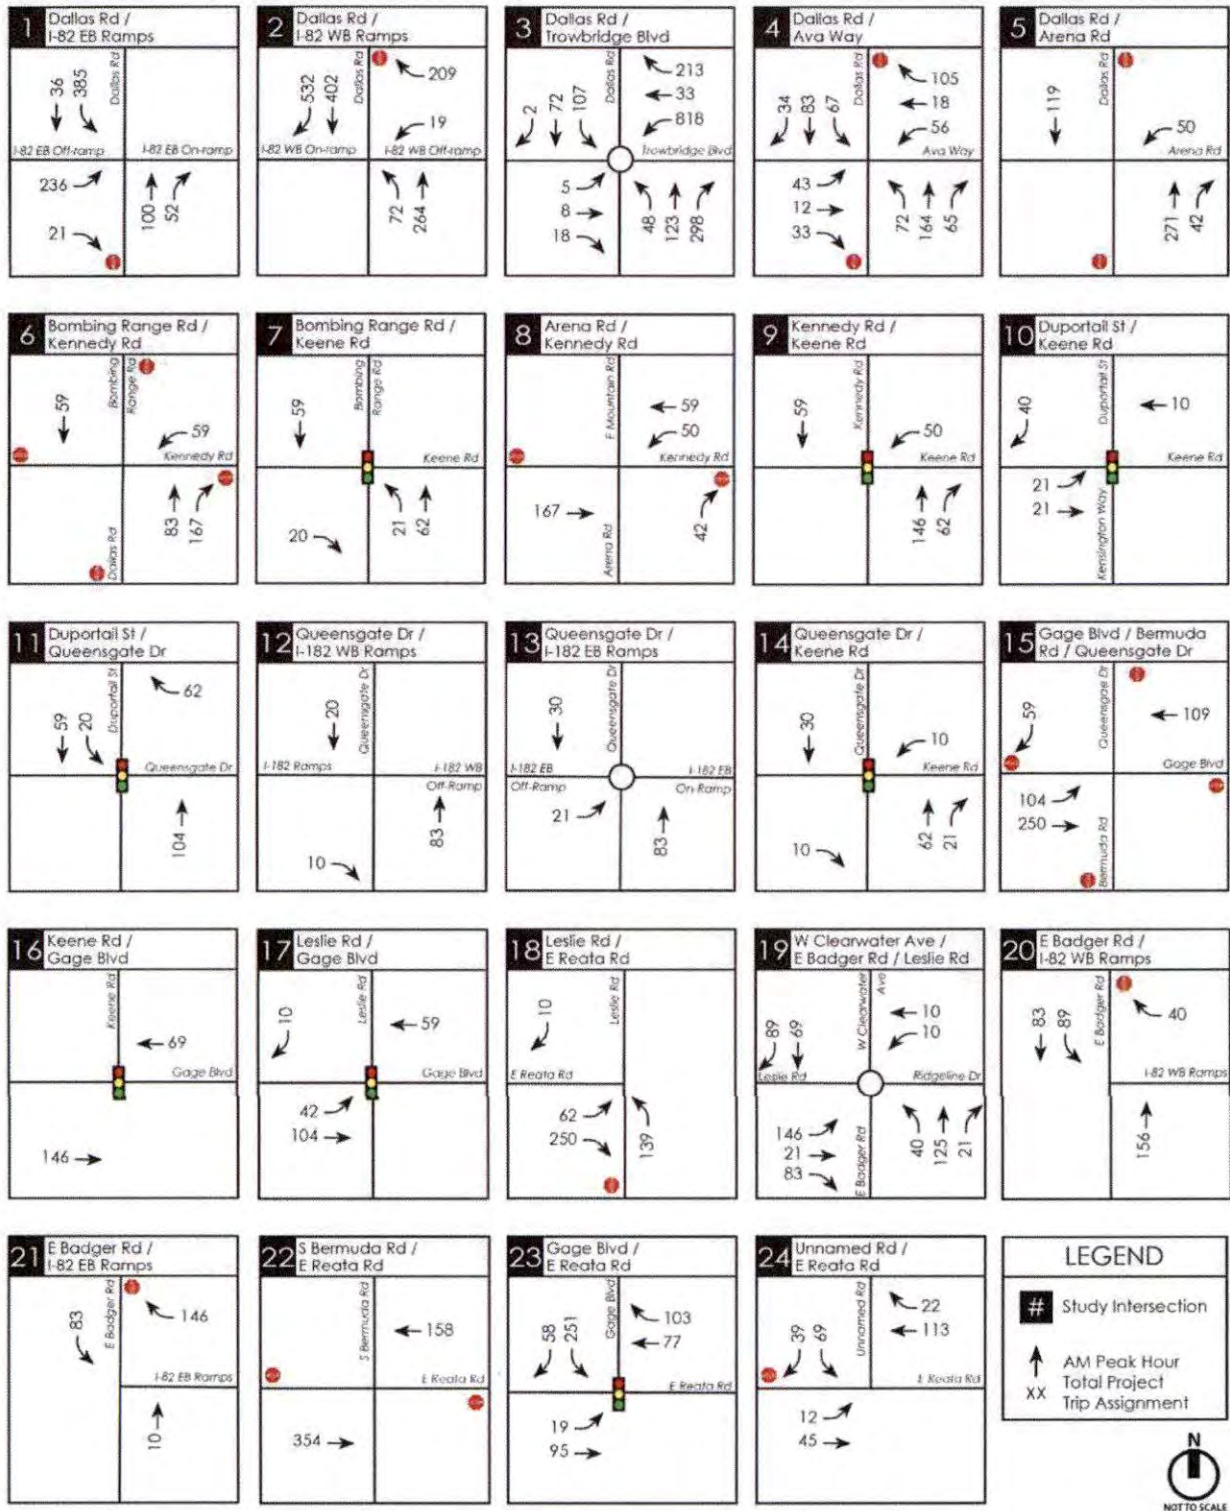 1 Dallas Rd /
I-82 EB Ramps
36
385
Dallas Rd
I-82 EB Off-ramp
I-82 EB On-ramp
236
21
100
52
2 Dallas Rd /
I-82 WB Ramps
532
402
Dallas Rd
209
19
I-82 WB On-ramp
I-82 WB Off-ramp
72
264
3 Dallas Rd /
Trowbridge Blvd
2
72
107
Dallas Rd
213
33
818
Trowbridge Blvd
5
8
18
48
123
298
4 Dallas Rd /
Ava Way
34
83
67
Dallas Rd
105
18
56
Ava Way
43
12
33
72
164
65
5 Dallas Rd /
Arena Rd
119
Dallas Rd
50
Arena Rd
271
42
6 Bombing Range Rd /
Kennedy Rd
59
Bombing
Range Rd
59
Kennedy Rd
83
167
Dallas Rd
7 Bombing Range Rd /
Keene Rd
59
Bombing
Range Rd
Keene Rd
20
21
62
8 Arena Rd /
Kennedy Rd
E Mountain Rd
59
50
Kennedy Rd
167
Arena Rd
42
9 Kennedy Rd /
Keene Rd
59
Kennedy Rd
50
Keene Rd
146
62
10 Duportail St /
Keene Rd
40
Duportail St
10
Keene Rd
21
21
Kensington Way
11 Duportail St /
Queensgate Dr
59
20
Duportail St
62
Queensgate Dr
104
12 Queensgate Dr /
I-182 WB Ramps
20
Queensgate Dr
I-182 Ramps
I-182 WB
Off-Ramp
10
83
13 Queensgate Dr /
I-182 EB Ramps
30
Queensgate Dr
I-182 EB
Off-Ramp
I-182 EB
On-Ramp
21
83
14 Queensgate Dr /
Keene Rd
30
Queensgate Dr
10
Keene Rd
10
62
21
15 Gage Blvd / Bermuda
Rd / Queensgate Dr
59
Queensgae Dr
109
Gage Blvd
104
250
Bermuda Rd
16 Keene Rd /
Gage Blvd
Keene Rd
69
Gage Blvd
146
17 Leslie Rd /
Gage Blvd
10
Leslie Rd
59
Gage Blvd
42
104
18 Leslie Rd /
E Reata Rd
10
Leslie Rd
E Reata Rd
62
250
139
19 W Clearwater Ave /
E Badger Rd / Leslie Rd
89
69
W Clearwater
Ave
10
10
Leslie Rd
Ridgeline Dr
146
21
83
E Badger Rd
40
125
21
20 E Badger Rd /
I-82 WB Ramps
83
89
E Badger Rd
40
I-82 WB Ramps
156
21 E Badger Rd /
I-82 EB Ramps
83
E Badger Rd
146
I-82 EB Ramps
10
22 S Bermuda Rd /
E Reata Rd
S Bermuda Rd
158
E Reata Rd
354
23 Gage Blvd /
E Reata Rd
58
251
Gage Blvd
103
77
E Reata Rd
19
95
24 Unnamed Rd /
E Reata Rd
39
69
Unnamed Rd
22
113
E Reata Rd
12
45
LEGEND
# Study Intersection
AM Peak Hour
Total Project
XX Trip Assignment
N
NOT TO SCALE